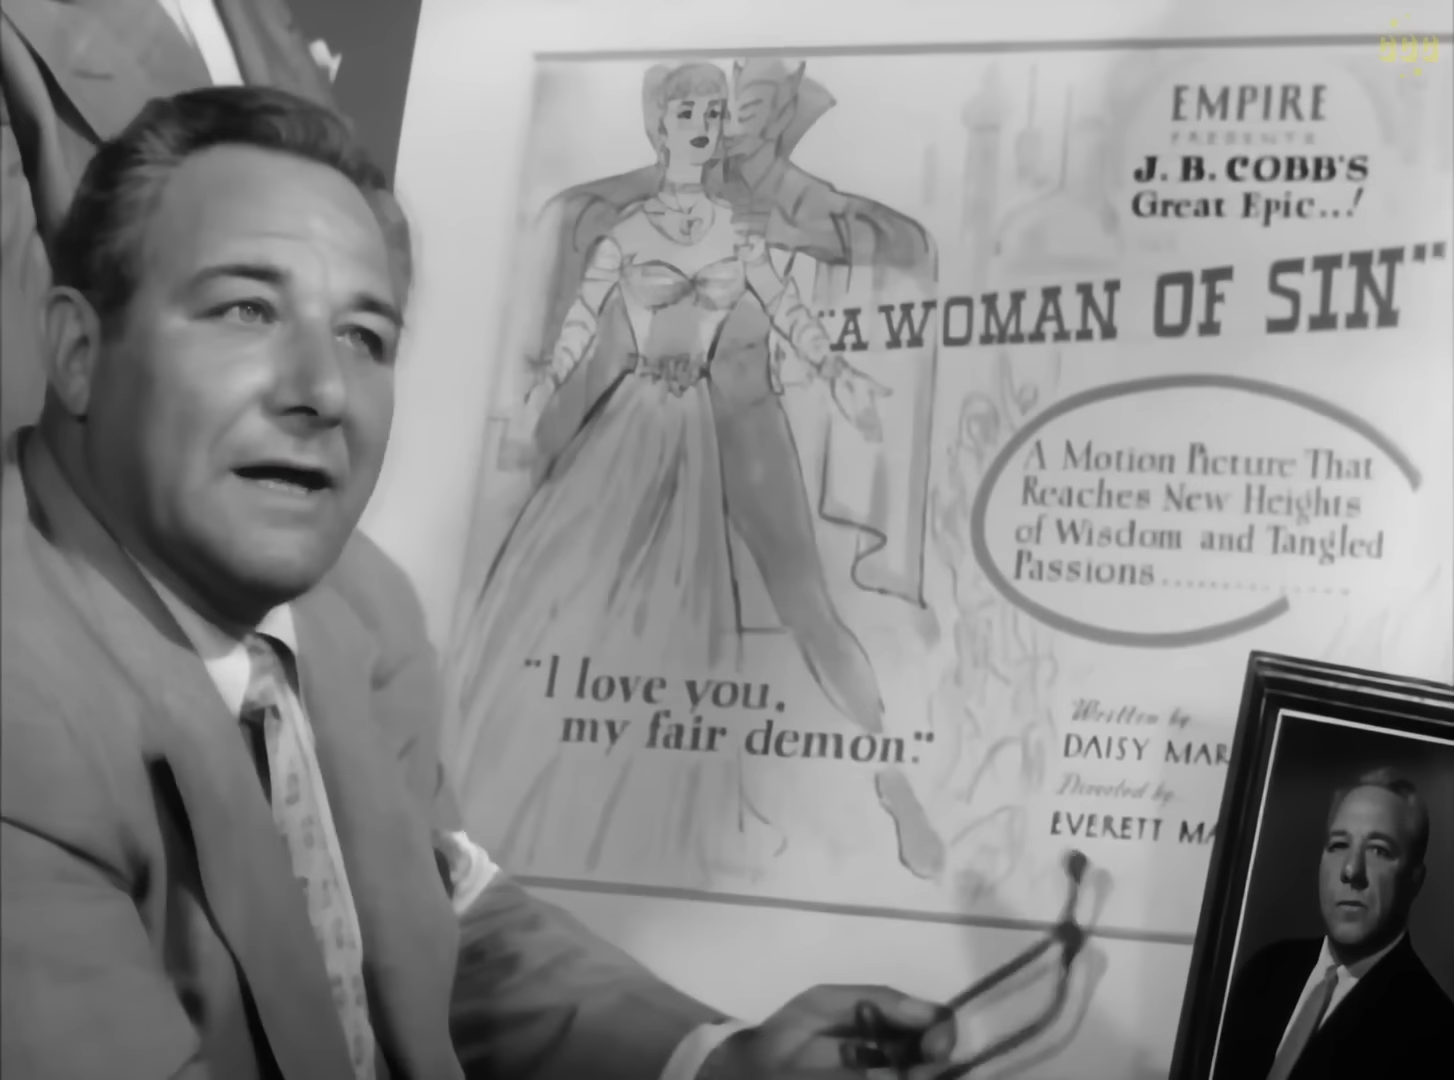 EMPIRE
PRESENTS
J. B. COBB'S
Great Epic...!
"A WOMAN OF SIN"
A Motion Picture That
Reaches New Heights
of Wisdom and Tangled
Passions..............
"I love you,
my fair demon."
Written by
DAISY MAR
Directed by
EVERETT MA